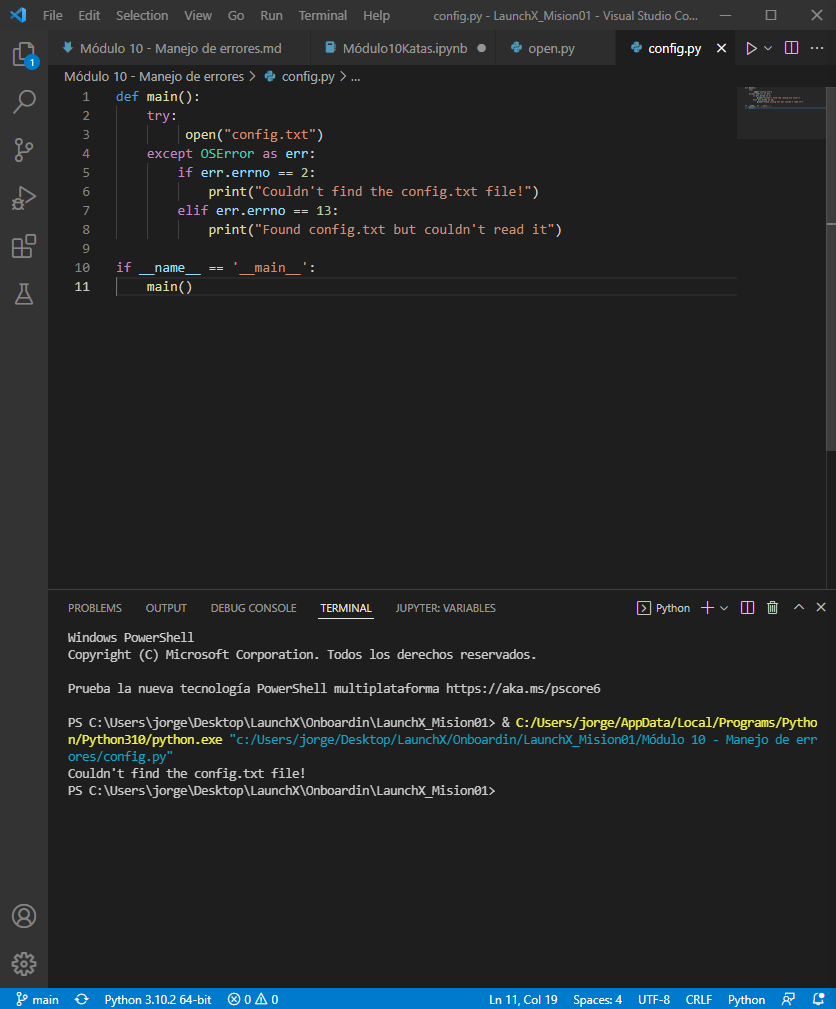 File Edit Selection View Go Run Terminal Help config.py - LaunchX_Mision01 - Visual Studio Co...
Módulo 10 - Manejo de errores.md Módulo10Katas.ipynb open.py config.py
Módulo 10 - Manejo de errores > config.py > ...
1
1 def main():
2 try:
3 open("config.txt")
4 except OSError as err:
5 if err.errno == 2:
6 print("Couldn't find the config.txt file!")
7 elif err.errno == 13:
8 print("Found config.txt but couldn't read it")
9
10 if __name__ == '__main__':
11 main()
PROBLEMS OUTPUT DEBUG CONSOLE TERMINAL JUPYTER: VARIABLES Python
Windows PowerShell
Copyright (C) Microsoft Corporation. Todos los derechos reservados.
Prueba la nueva tecnología PowerShell multiplataforma https://aka.ms/pscore6
PS C:\Users\jorge\Desktop\LaunchX\Onboardin\LaunchX_Mision01> & C:/Users/jorge/AppData/Local/Programs/Pytho
n/Python310/python.exe "c:/Users/jorge/Desktop/LaunchX/Onboardin/LaunchX_Mision01/Módulo 10 - Manejo de err
ores/config.py"
Couldn't find the config.txt file!
PS C:\Users\jorge\Desktop\LaunchX\Onboardin\LaunchX_Mision01>
main Python 3.10.2 64-bit 0 0 Ln 11, Col 19 Spaces: 4 UTF-8 CRLF Python